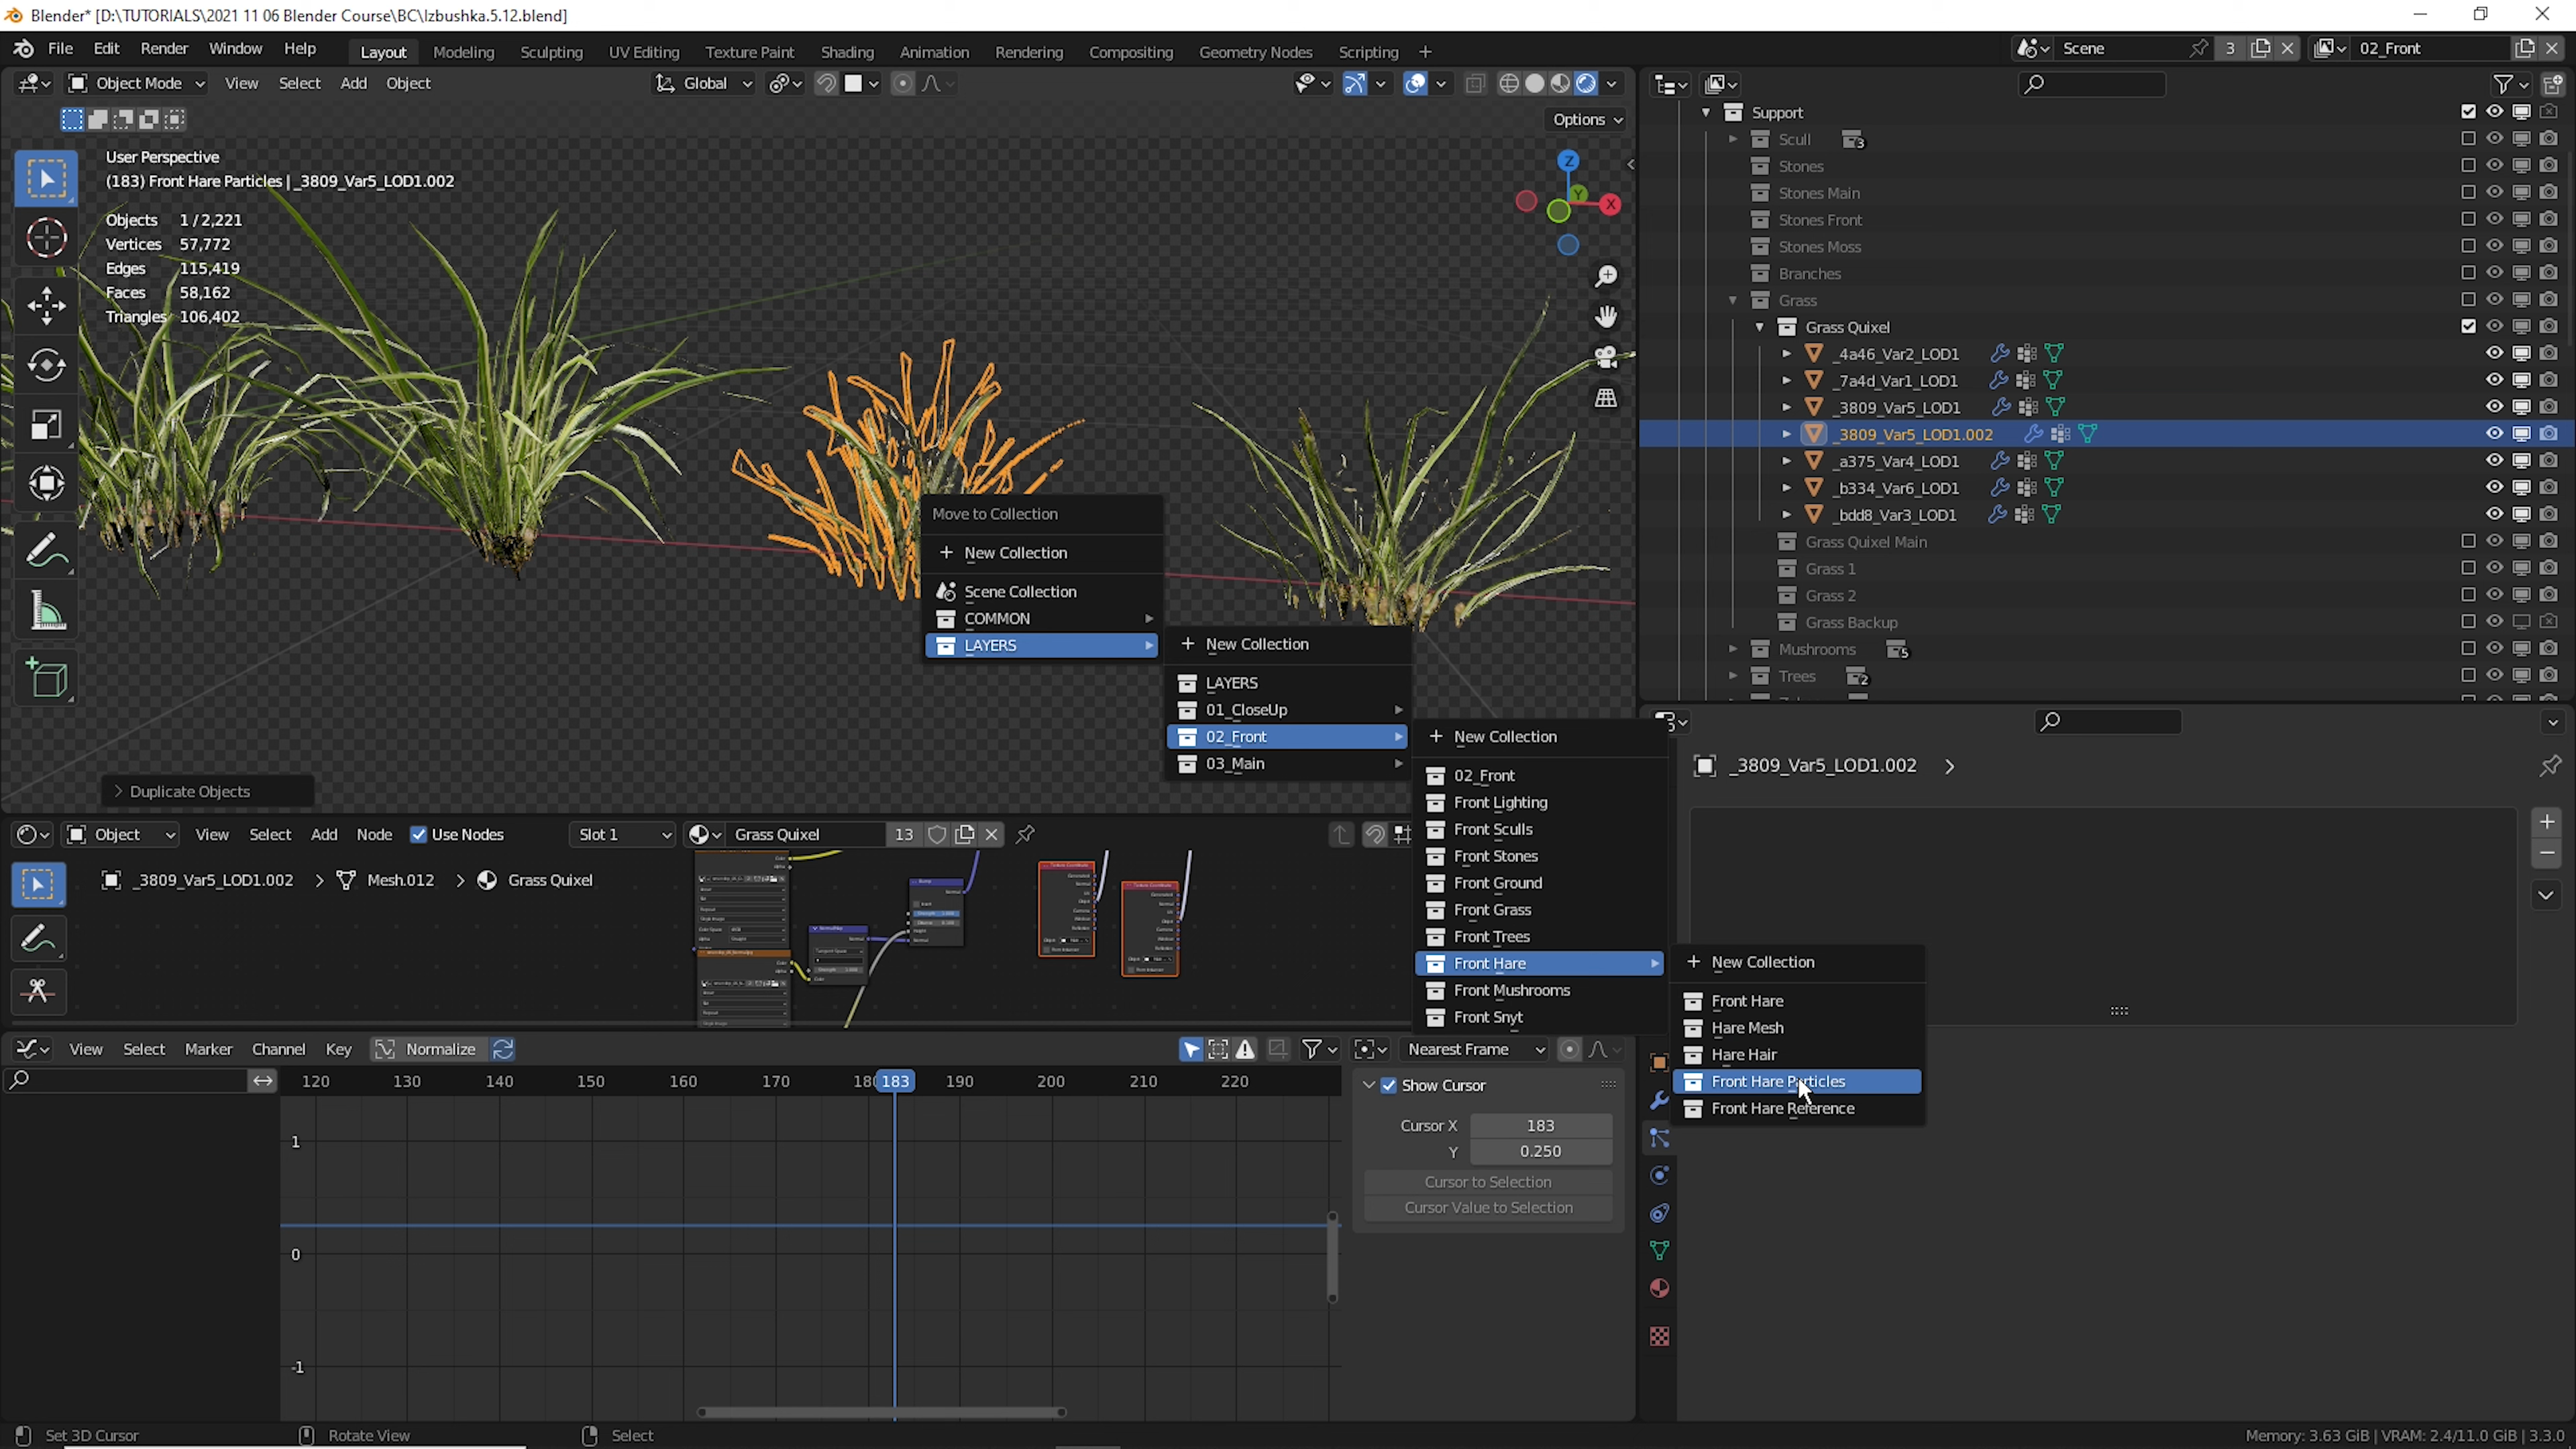 Blender* [D:\TUTORIALS\2021 11 06 Blender Course\BC\Izbushka.5.12.blend]
File Edit Render Window Help Layout Modeling Sculpting UV Editing Texture Paint Shading Animation Rendering Compositing Geometry Nodes Scripting + Scene 3 02_Front
Object Mode View Select Add Object Global
Options
User Perspective
(183) Front Hare Particles | _3809_Var5_LOD1.002
Objects 1/2,221
Vertices 57,772
Edges 115,419
Faces 58,162
Triangles 106,402
Z
Y
X
Support
Scull 3
Stones
Stones Main
Stones Front
Stones Moss
Branches
Grass
Grass Quixel
_4a46_Var2_LOD1
_7a4d_Var1_LOD1
_3809_Var5_LOD1
_3809_Var5_LOD1.002
_a375_Var4_LOD1
_b334_Var6_LOD1
_bdd8_Var3_LOD1
Grass Quixel Main
Grass 1
Grass 2
Grass Backup
Mushrooms 5
Trees 2
Move to Collection
+ New Collection
Scene Collection
COMMON
LAYERS
+ New Collection
LAYERS
01_CloseUp
02_Front
03_Main
+ New Collection
02_Front
Front Lighting
Front Sculls
Front Stones
Front Ground
Front Grass
Front Trees
Front Hare
Front Mushrooms
Front Snyt
+ New Collection
Front Hare
Hare Mesh
Hare Hair
Front Hare Particles
Front Hare Reference
_3809_Var5_LOD1.002
Duplicate Objects
Object View Select Add Node Use Nodes Slot 1 Grass Quixel 13
_3809_Var5_LOD1.002 > Mesh.012 > Grass Quixel
View Select Marker Channel Key Normalize Nearest Frame
120 130 140 150 160 170 180 183 190 200 210 220
1
0
-1
Show Cursor
Cursor X 183
Y 0.250
Cursor to Selection
Cursor Value to Selection
Set 3D Cursor Rotate View Select Memory: 3.63 GiB | VRAM: 2.4/11.0 GiB | 3.3.0